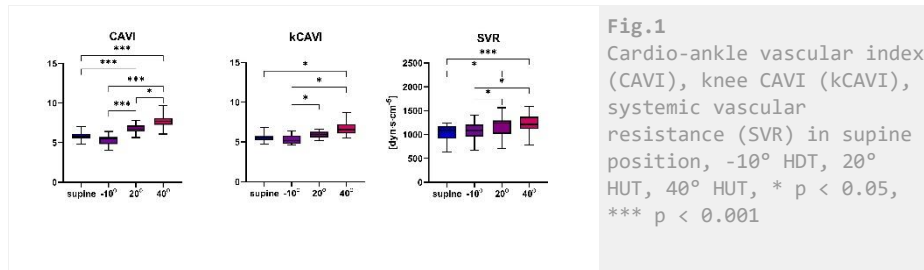 CAVI
***
***
***
***
*
15
10
5
0
supine -10° 20° 40°
kCAVI
*
*
*
15
10
5
0
supine -10° 20° 40°
SVR
***
*
*
*
[dyn·s·cm⁻⁵]
2500
2000
1500
1000
500
0
supine -10° 20° 40°
Fig.1
Cardio-ankle vascular index
(CAVI), knee CAVI (kCAVI),
systemic vascular
resistance (SVR) in supine
position, -10° HDT, 20°
HUT, 40° HUT, * p < 0.05,
*** p < 0.001